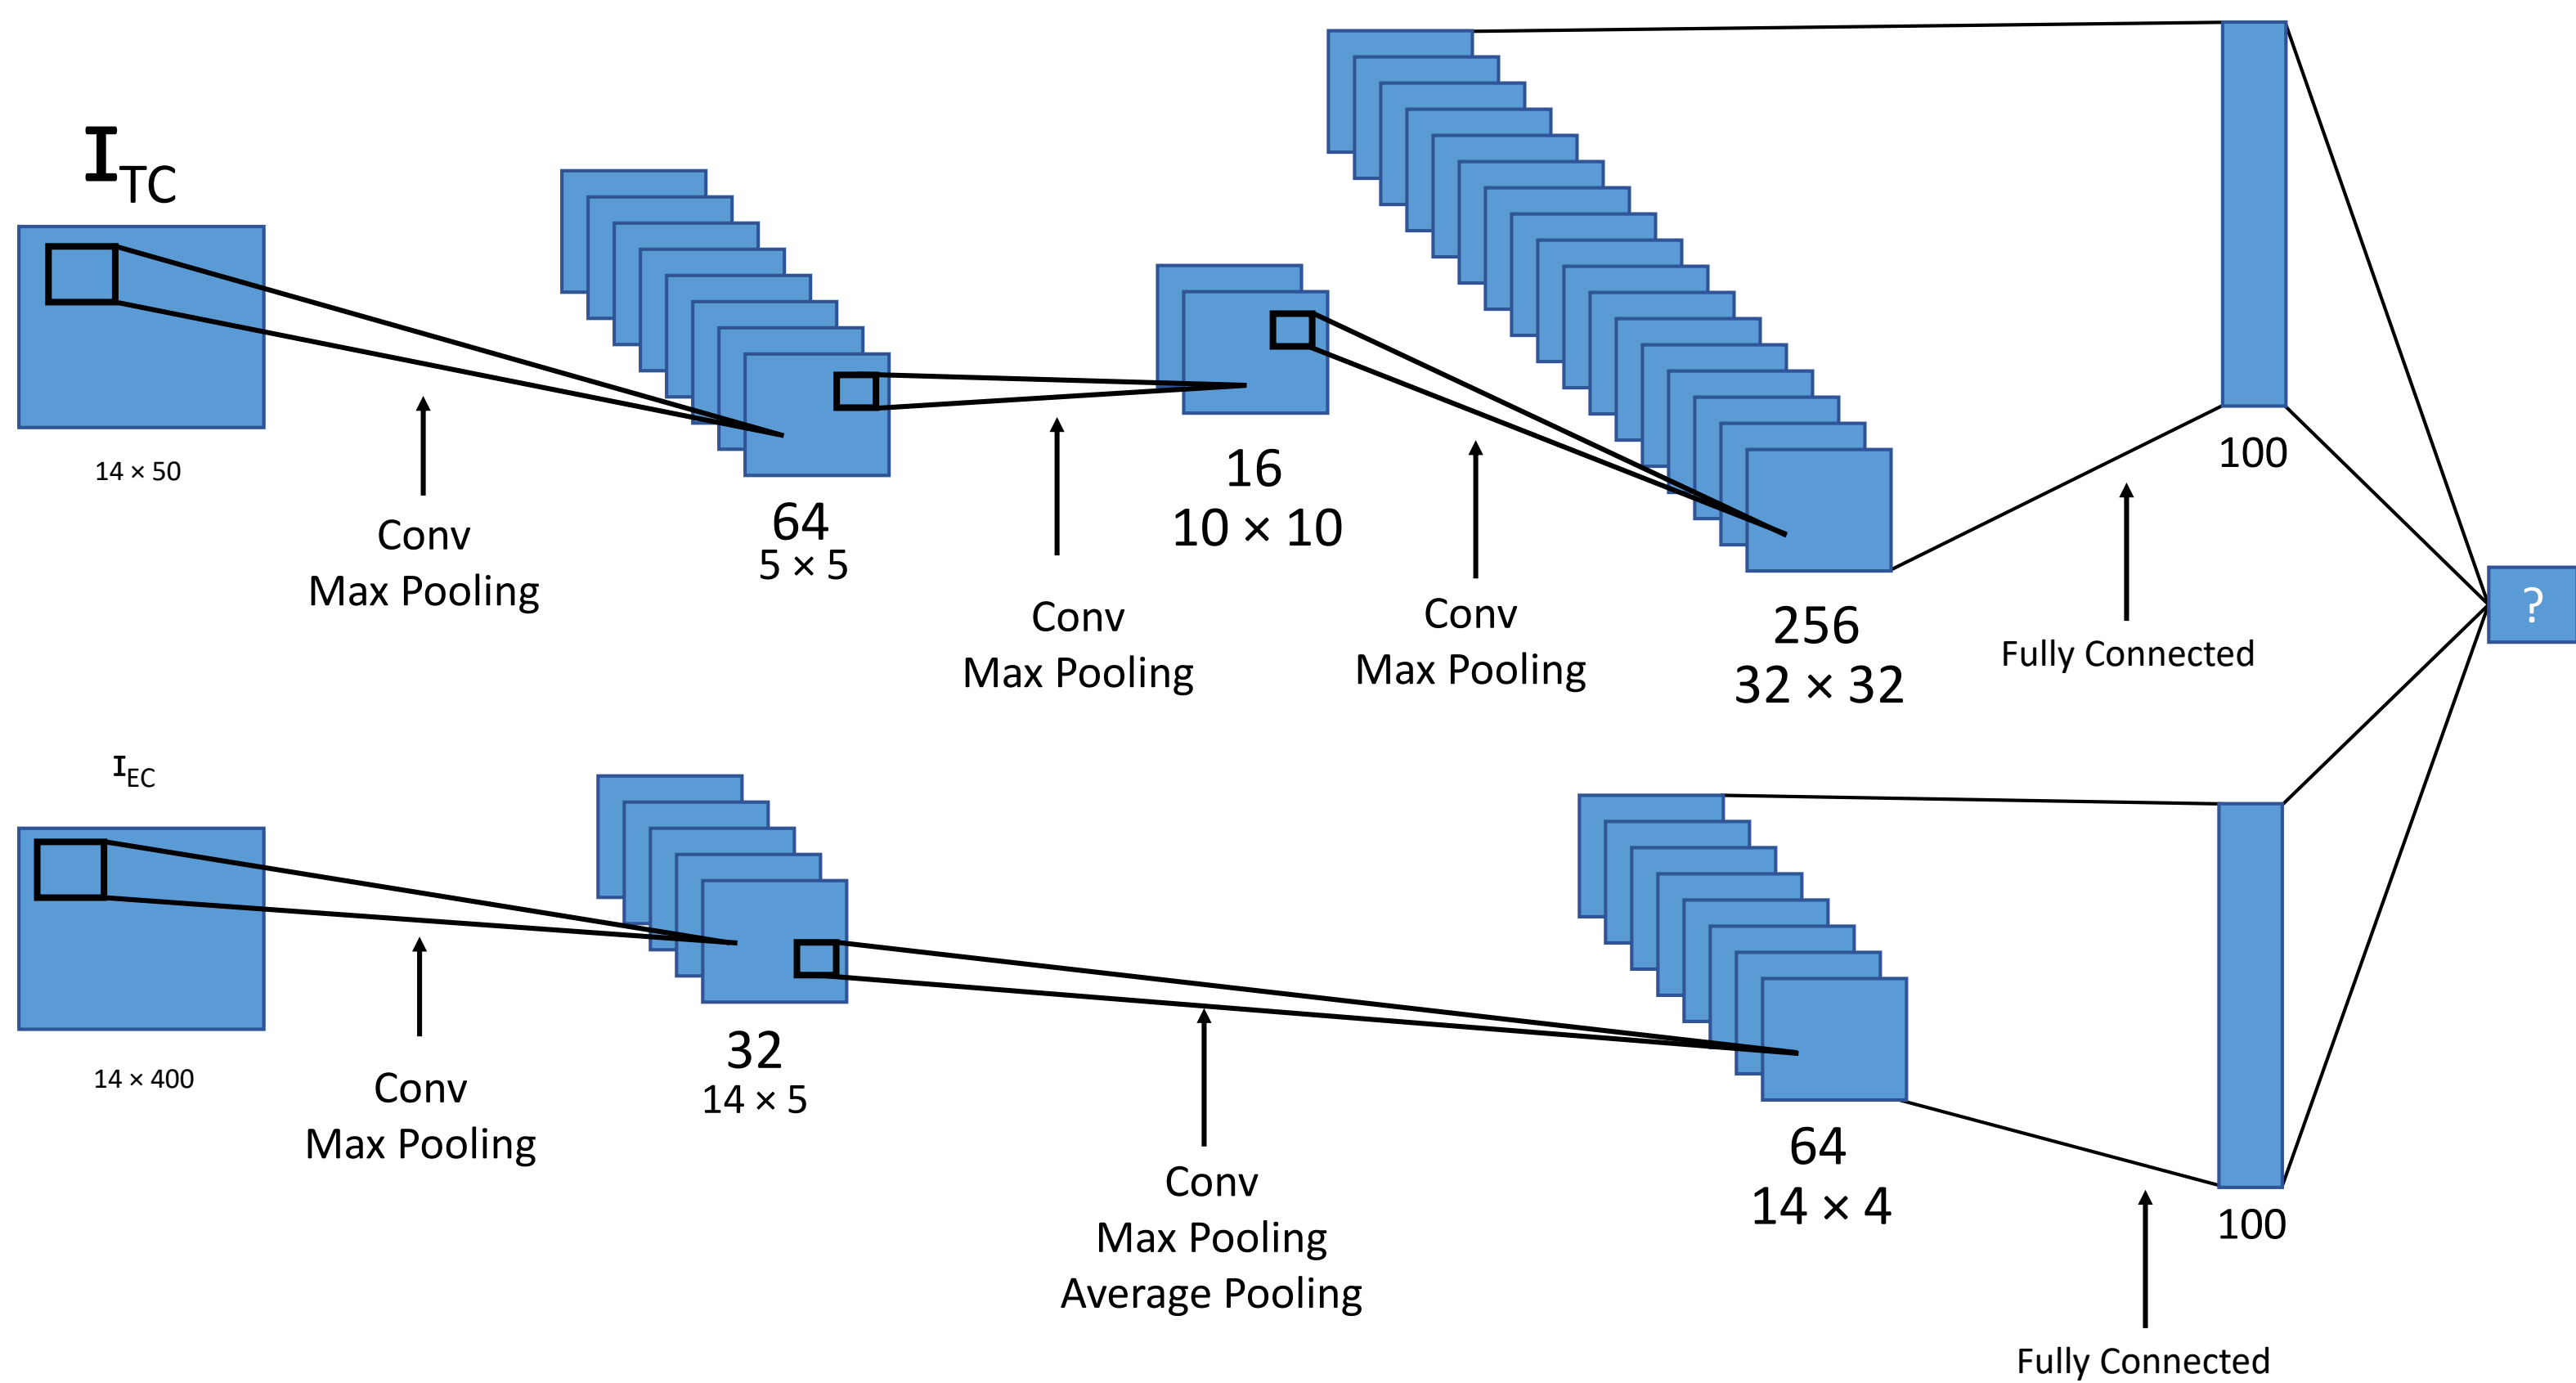 I_TC
14 × 50
Conv
Max Pooling
64
5 × 5
Conv
Max Pooling
16
10 × 10
Conv
Max Pooling
256
32 × 32
Fully Connected
100
?
I_EC
14 × 400
Conv
Max Pooling
32
14 × 5
Conv
Max Pooling
Average Pooling
64
14 × 4
Fully Connected
100